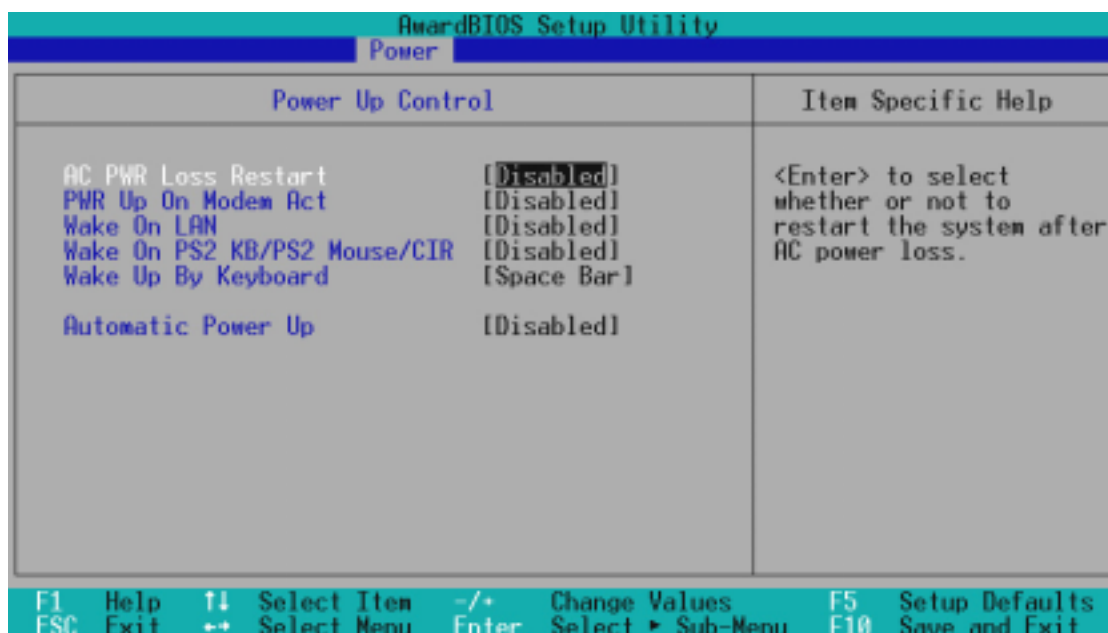 AwardBIOS Setup Utility
Power
Power Up Control
Item Specific Help
AC PWR Loss Restart [Disabled]
PWR Up On Modem Act [Disabled]
Wake On LAN [Disabled]
Wake On PS2 KB/PS2 Mouse/CIR [Disabled]
Wake Up By Keyboard [Space Bar]
Automatic Power Up [Disabled]
<Enter> to select
whether or not to
restart the system after
AC power loss.
F1 Help ↑↓ Select Item -/+ Change Values F5 Setup Defaults
ESC Exit ←→ Select Menu Enter Select ► Sub-Menu F10 Save and Exit